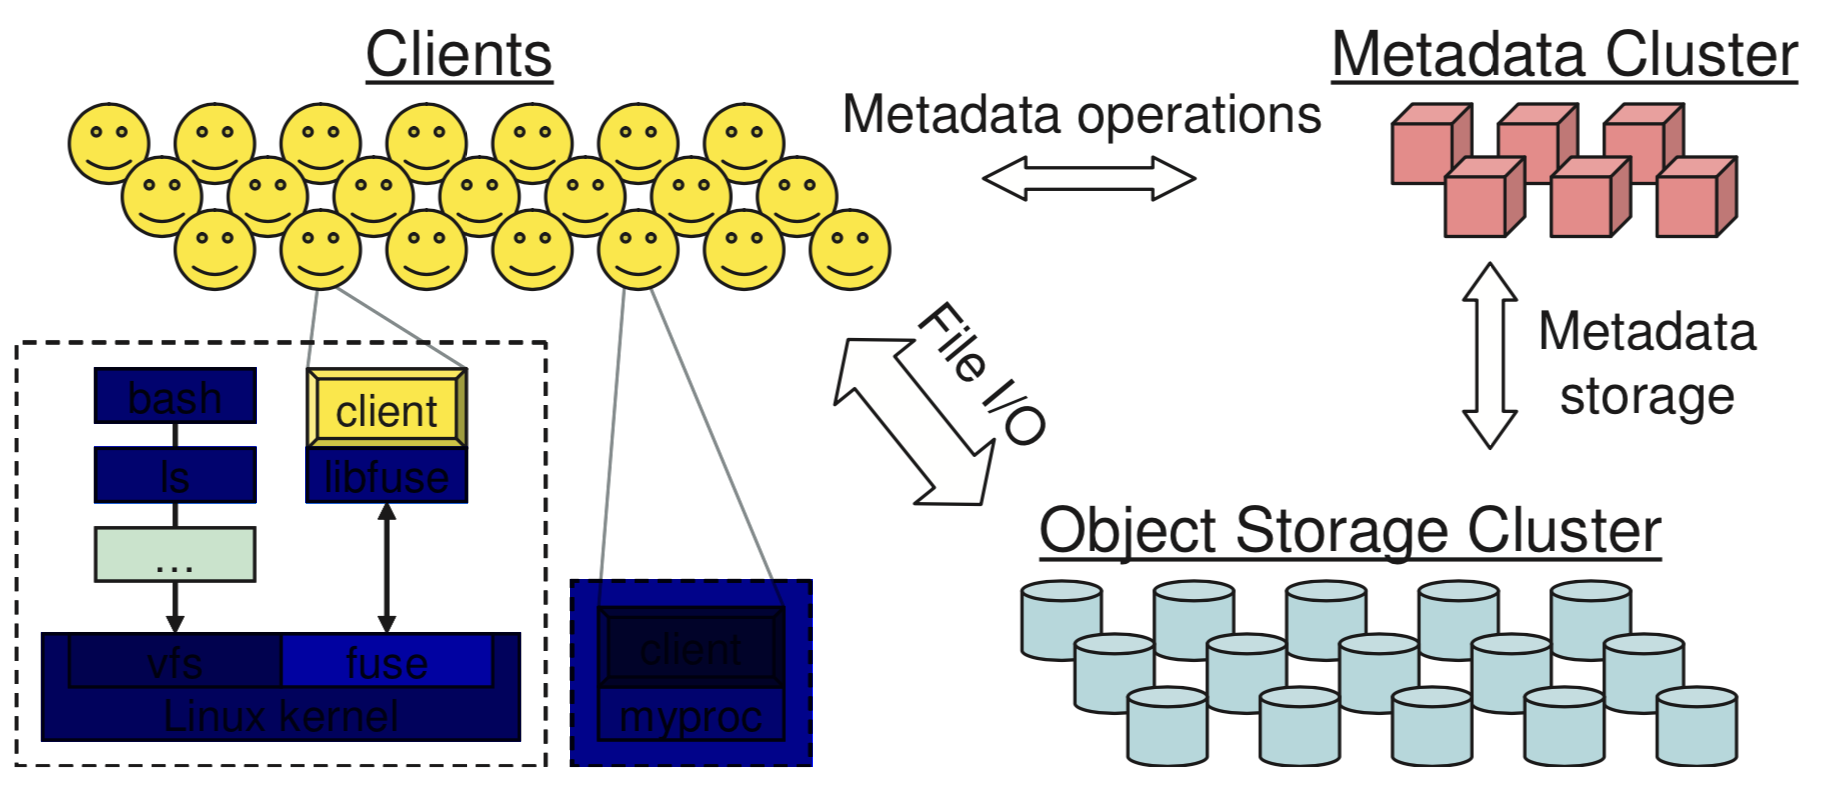 Clients
Metadata Cluster
Metadata operations
File I/O
Metadata
storage
bash
client
ls
libfuse
...
Object Storage Cluster
vfs
fuse
client
Linux kernel
myproc